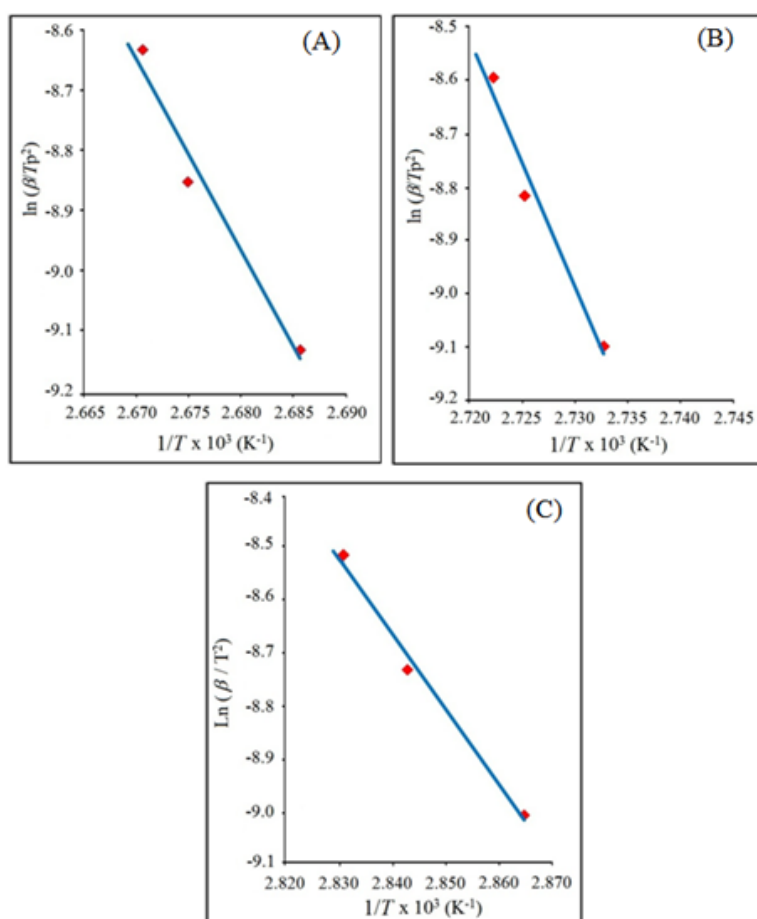 (A)
ln (β/Tp²)
-8.6
-8.7
-8.8
-8.9
-9.0
-9.1
-9.2
2.665 2.670 2.675 2.680 2.685 2.690
1/T x 10³ (K⁻¹)
(B)
ln (β/Tp²)
-8.5
-8.6
-8.7
-8.8
-8.9
-9.0
-9.1
-9.2
2.720 2.725 2.730 2.735 2.740 2.745
1/T x 10³ (K⁻¹)
(C)
Ln (β / T²)
-8.4
-8.5
-8.6
-8.7
-8.8
-8.9
-9.0
-9.1
2.820 2.830 2.840 2.850 2.860 2.870
1/T x 10³ (K⁻¹)